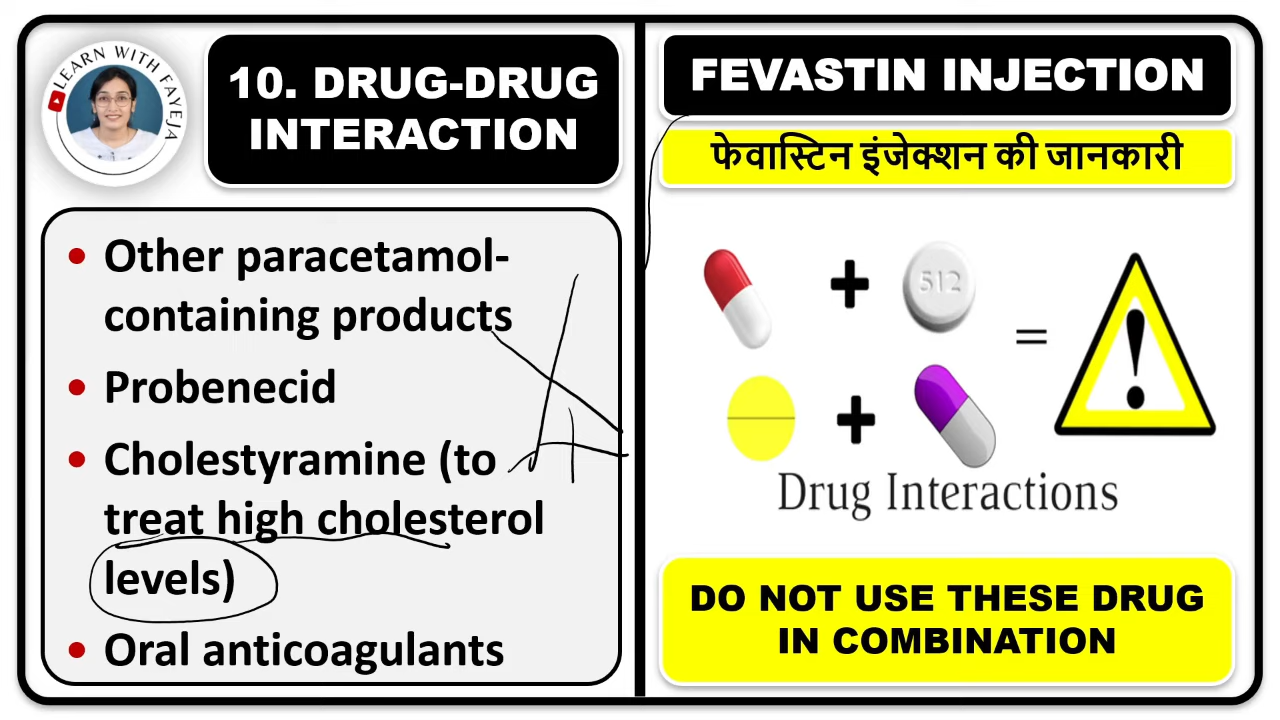 LEARN WITH FAYEJA
10. DRUG-DRUG
INTERACTION
• Other paracetamol-
containing products
• Probenecid
• Cholestyramine (to
treat high cholesterol
levels)
• Oral anticoagulants
FEVASTIN INJECTION
फेवास्टिन इंजेक्शन की जानकारी
512
Drug Interactions
DO NOT USE THESE DRUG
IN COMBINATION